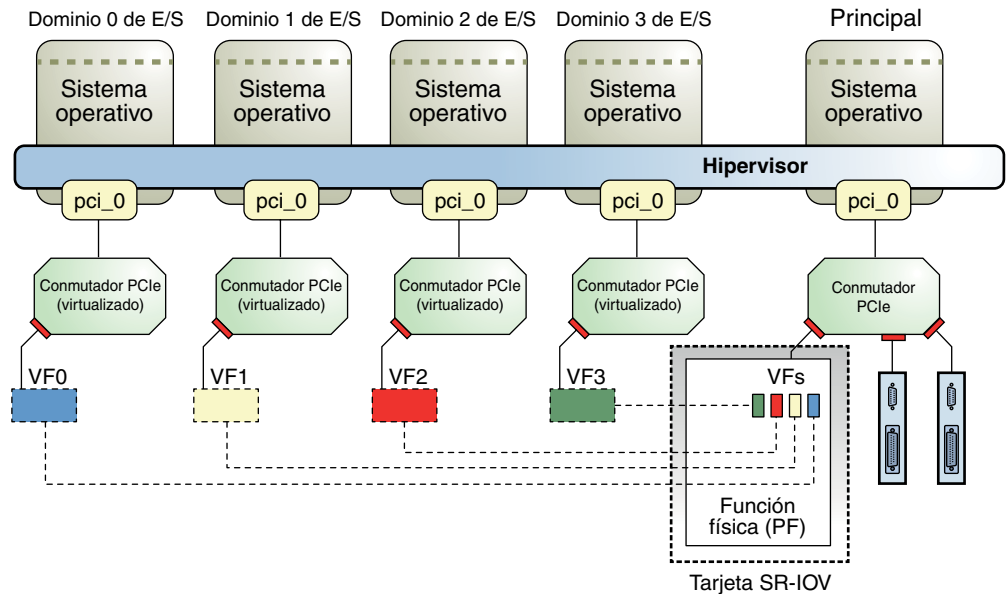 Dominio 0 de E/S
Dominio 1 de E/S
Dominio 2 de E/S
Dominio 3 de E/S
Principal
Sistema
operativo
Sistema
operativo
Sistema
operativo
Sistema
operativo
Sistema
operativo
Hipervisor
pci_0
pci_0
pci_0
pci_0
pci_0
Conmutador PCIe
(virtualizado)
Conmutador PCIe
(virtualizado)
Conmutador PCIe
(virtualizado)
Conmutador PCIe
(virtualizado)
Conmutador
PCIe
VF0
VF1
VF2
VF3
VFs
Función
física (PF)
Tarjeta SR-IOV